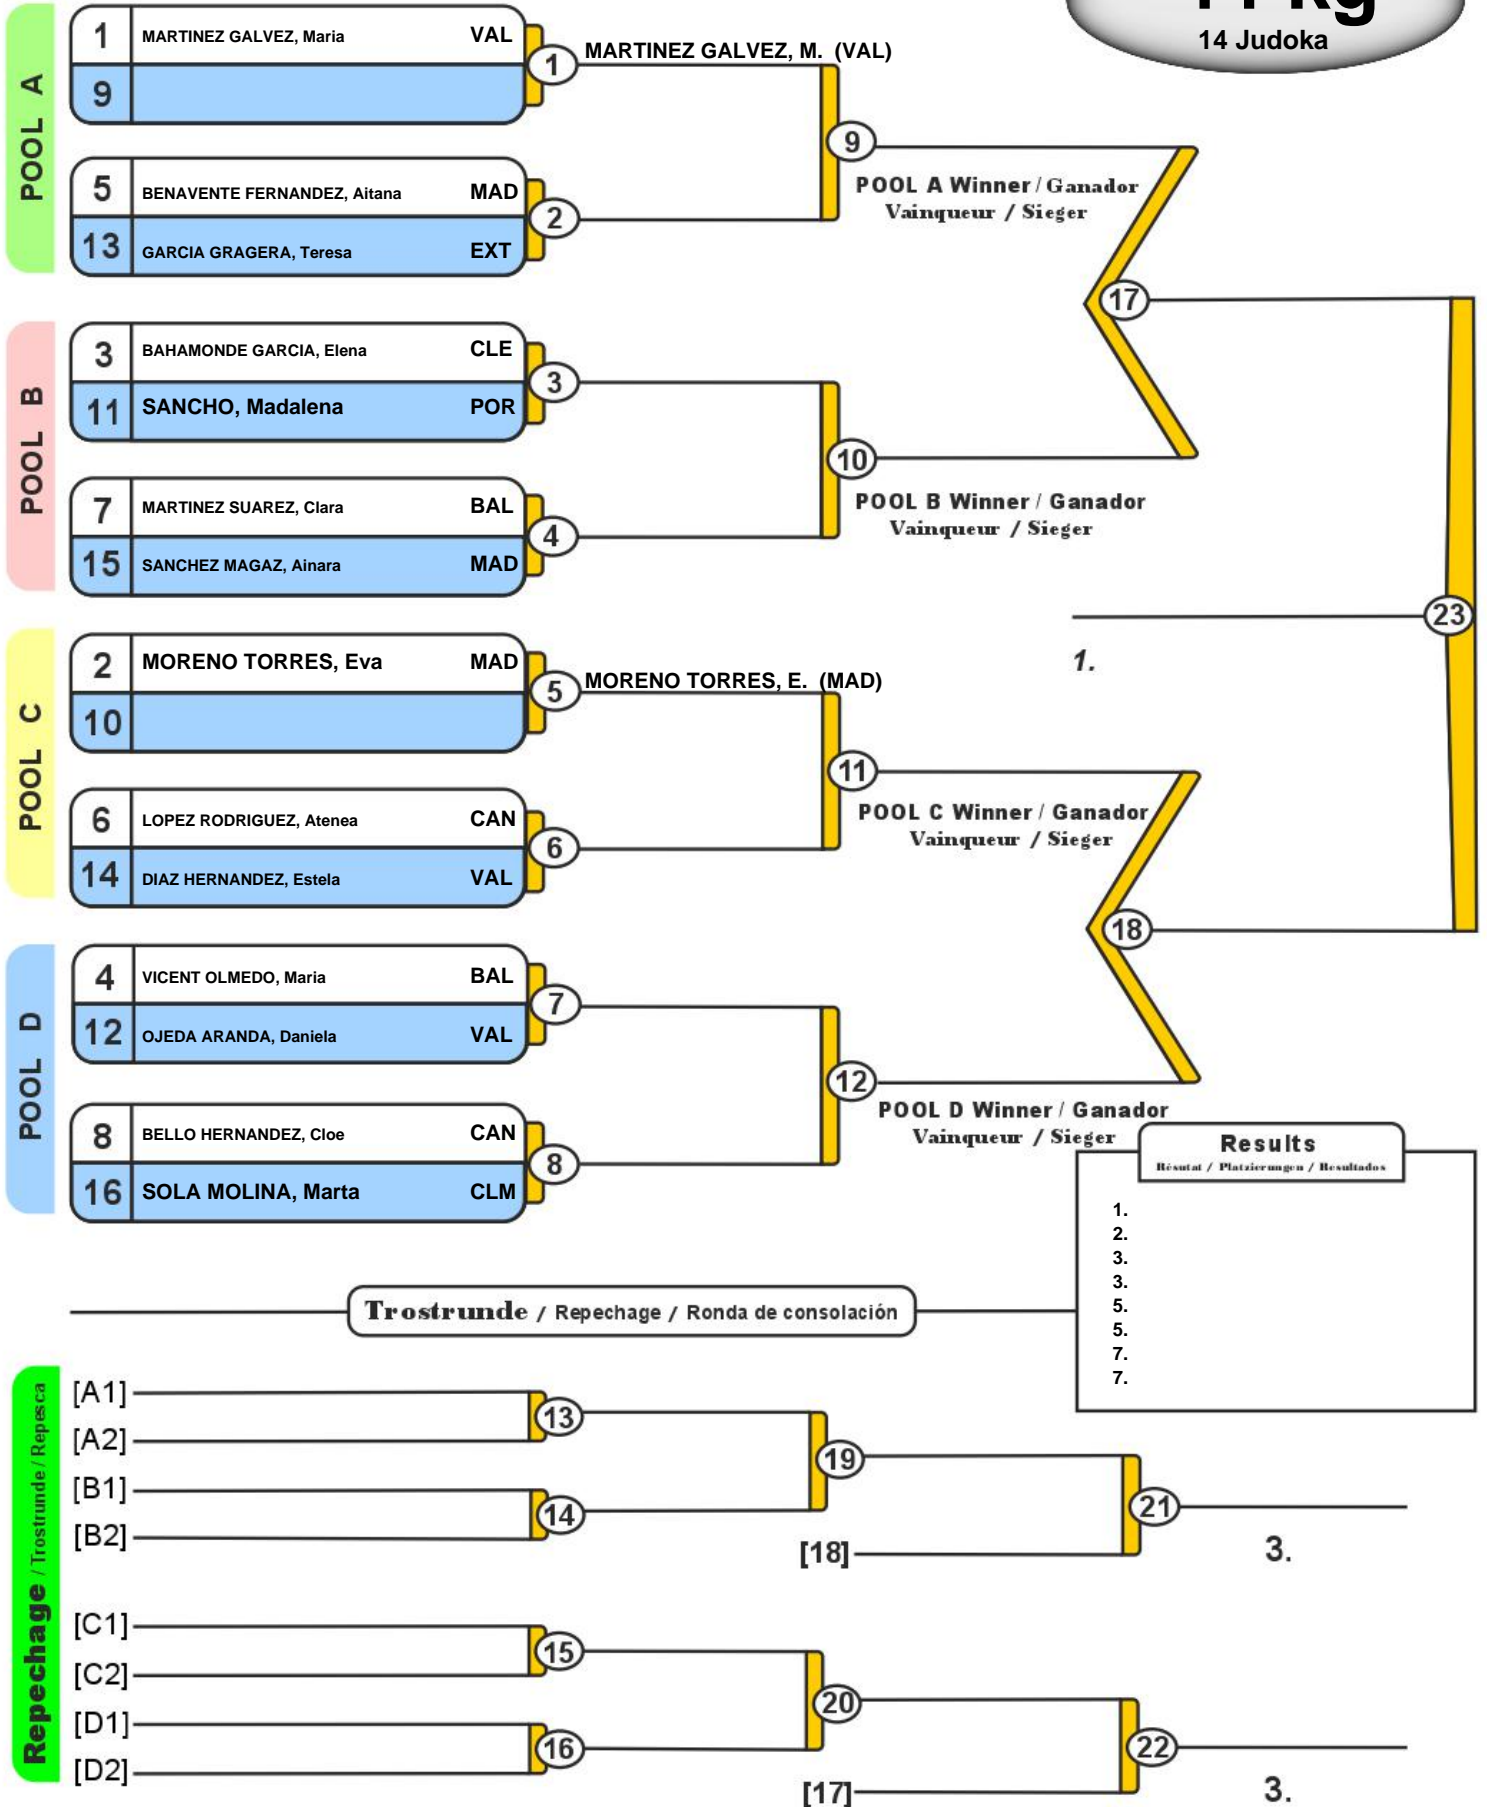 kg
14 Judoka
POOL A
1 MARTINEZ GALVEZ, Maria VAL
9
1 MARTINEZ GALVEZ, M. (VAL)
5 BENAVENTE FERNANDEZ, Aitana MAD
13 GARCIA GRAGERA, Teresa EXT
2
9
POOL A Winner / Ganador
Vainqueur / Sieger
17
POOL B
3 BAHAMONDE GARCIA, Elena CLE
11 SANCHO, Madalena POR
3
7 MARTINEZ SUAREZ, Clara BAL
15 SANCHEZ MAGAZ, Ainara MAD
4
10
POOL B Winner / Ganador
Vainqueur / Sieger
23
1.
POOL C
2 MORENO TORRES, Eva MAD
10
5 MORENO TORRES, E. (MAD)
6 LOPEZ RODRIGUEZ, Atenea CAN
14 DIAZ HERNANDEZ, Estela VAL
6
11
POOL C Winner / Ganador
Vainqueur / Sieger
18
POOL D
4 VICENT OLMEDO, Maria BAL
12 OJEDA ARANDA, Daniela VAL
7
8 BELLO HERNANDEZ, Cloe CAN
16 SOLA MOLINA, Marta CLM
8
12
POOL D Winner / Ganador
Vainqueur / Sieger
Results
Résutat / Platzierungen / Resultados
1.
2.
3.
3.
5.
5.
7.
7.
Trostrunde / Repechage / Ronda de consolación
Repechage / Trostrunde / Repesca
[A1]
[A2]
13
[B1]
[B2]
14
19
[18]
21
3.
[C1]
[C2]
15
[D1]
[D2]
16
20
[17]
22
3.